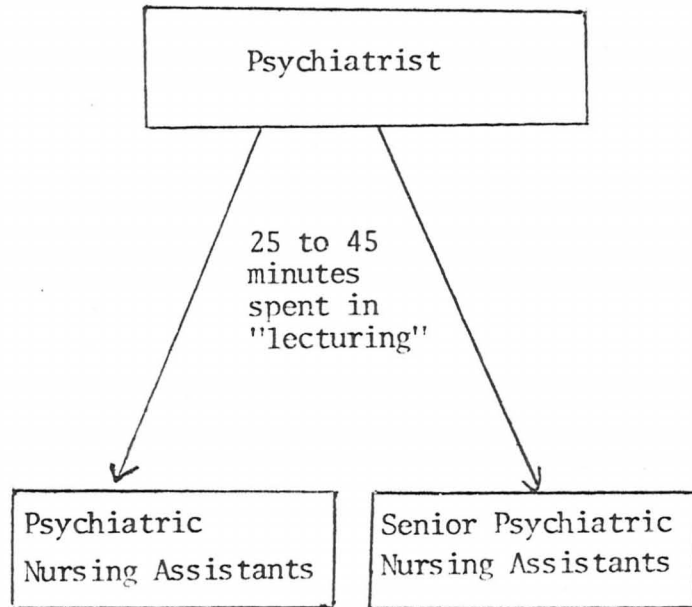 Psychiatrist
25 to 45
minutes
spent in
"lecturing"
Psychiatric
Nursing Assistants
Senior Psychiatric
Nursing Assistants